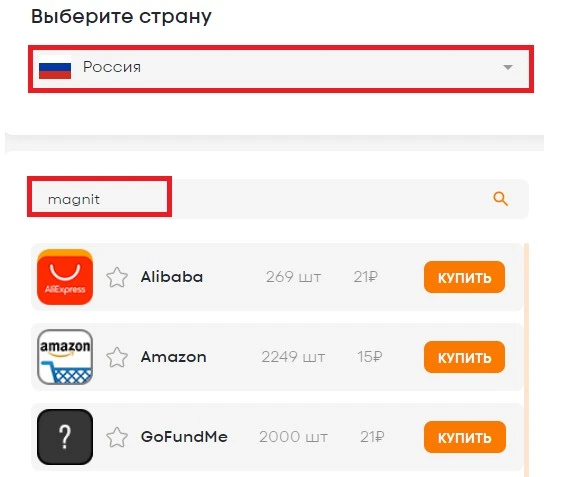 Выберите страну
Россия
magnit
AliExpress
Alibaba 269 шт 21₽ КУПИТЬ
amazon
Amazon 2249 шт 15₽ КУПИТЬ
?
GoFundMe 2000 шт 21₽ КУПИТЬ